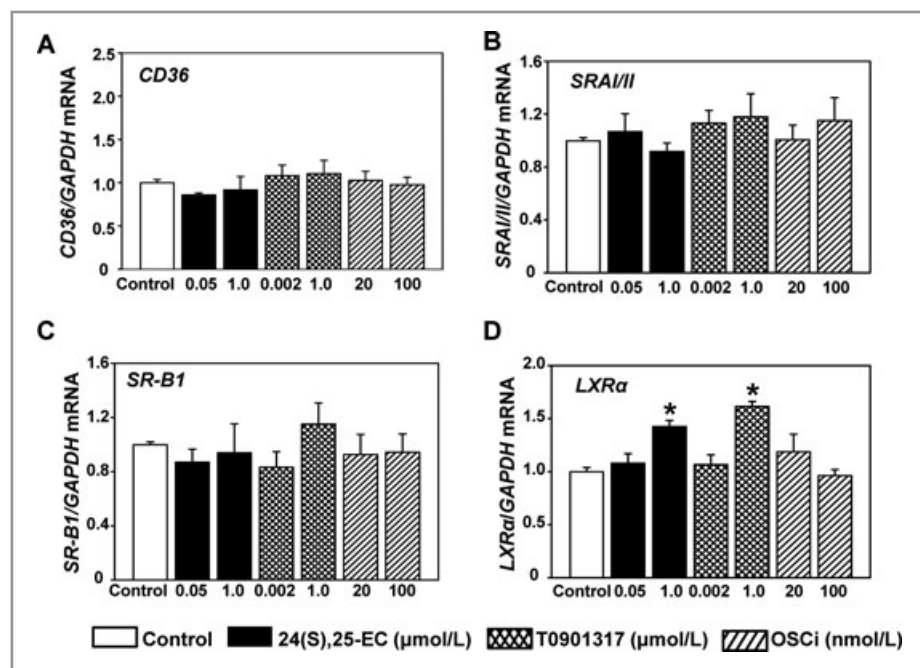 A
CD36
CD36/GAPDH mRNA
2.5
2.0
1.5
1.0
0.5
0
Control 0.05 1.0 0.002 1.0 20 100
B
SRAI/II
SRAI/II/GAPDH mRNA
1.6
1.2
0.8
0.4
0
Control 0.05 1.0 0.002 1.0 20 100
C
SR-B1
SR-B1/GAPDH mRNA
1.6
1.2
0.8
0.4
0
Control 0.05 1.0 0.002 1.0 20 100
D
LXRα
LXRα/GAPDH mRNA
2.0
1.5
1.0
0.5
0
* *
Control 0.05 1.0 0.002 1.0 20 100
Control 24(S),25-EC (μmol/L) T0901317 (μmol/L) OSCi (nmol/L)